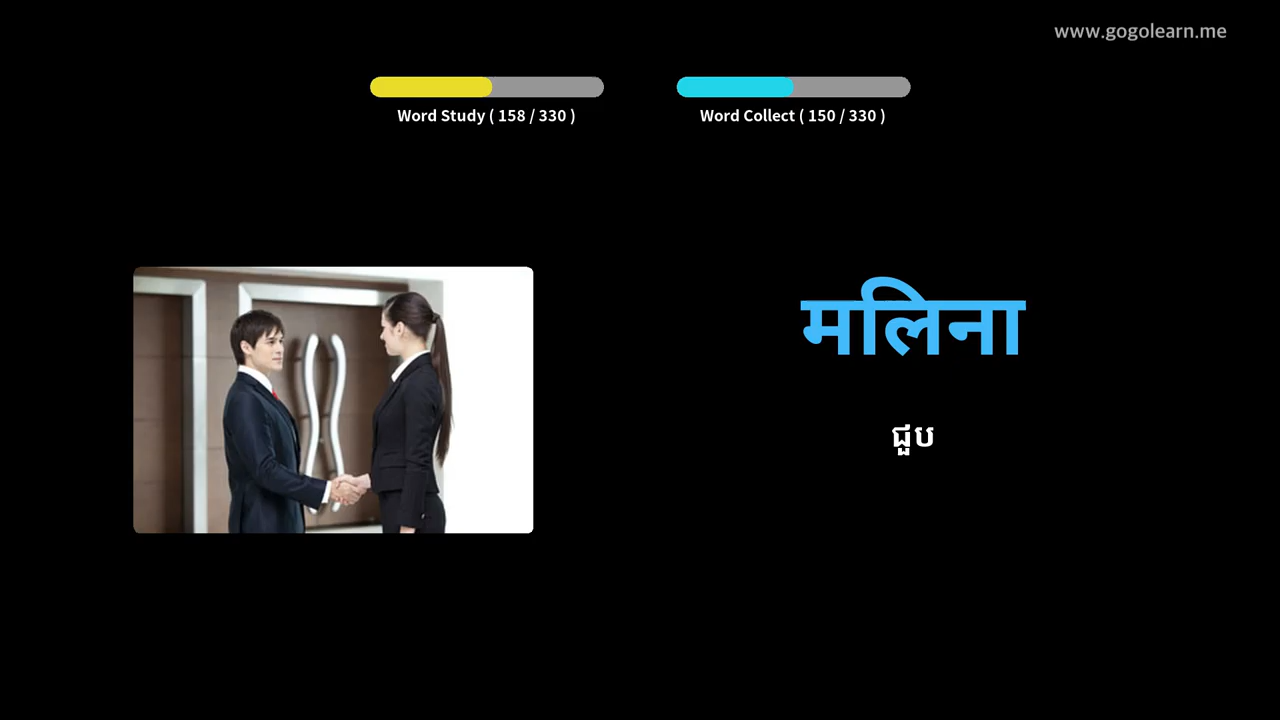 www.gogolearn.me
Word Study ( 158 / 330 )
Word Collect ( 150 / 330 )
मलिना
ជួប